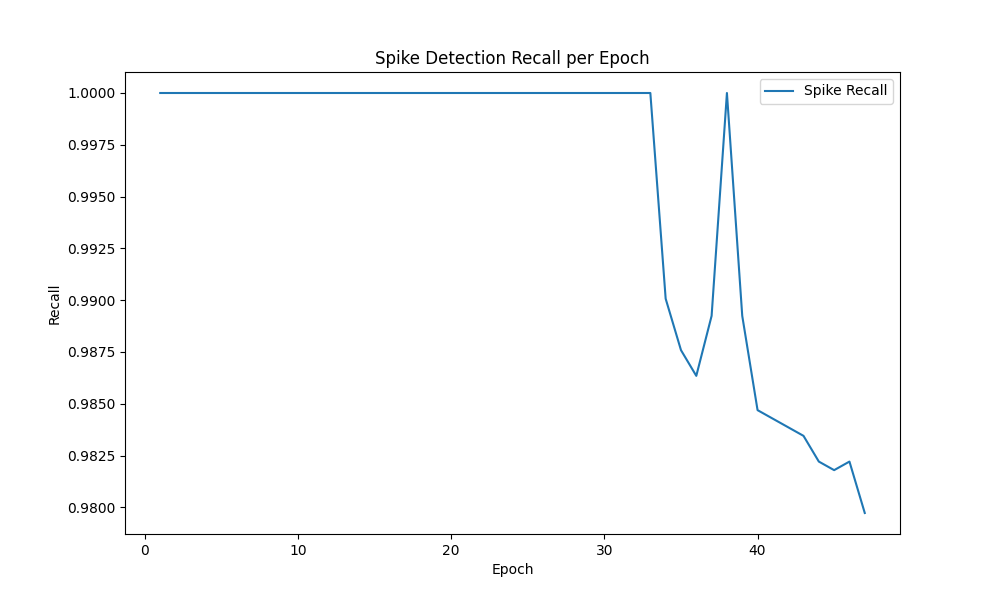 Spike Detection Recall per Epoch
Spike Recall
Recall
1.0000
0.9975
0.9950
0.9925
0.9900
0.9875
0.9850
0.9825
0.9800
0 10 20 30 40
Epoch